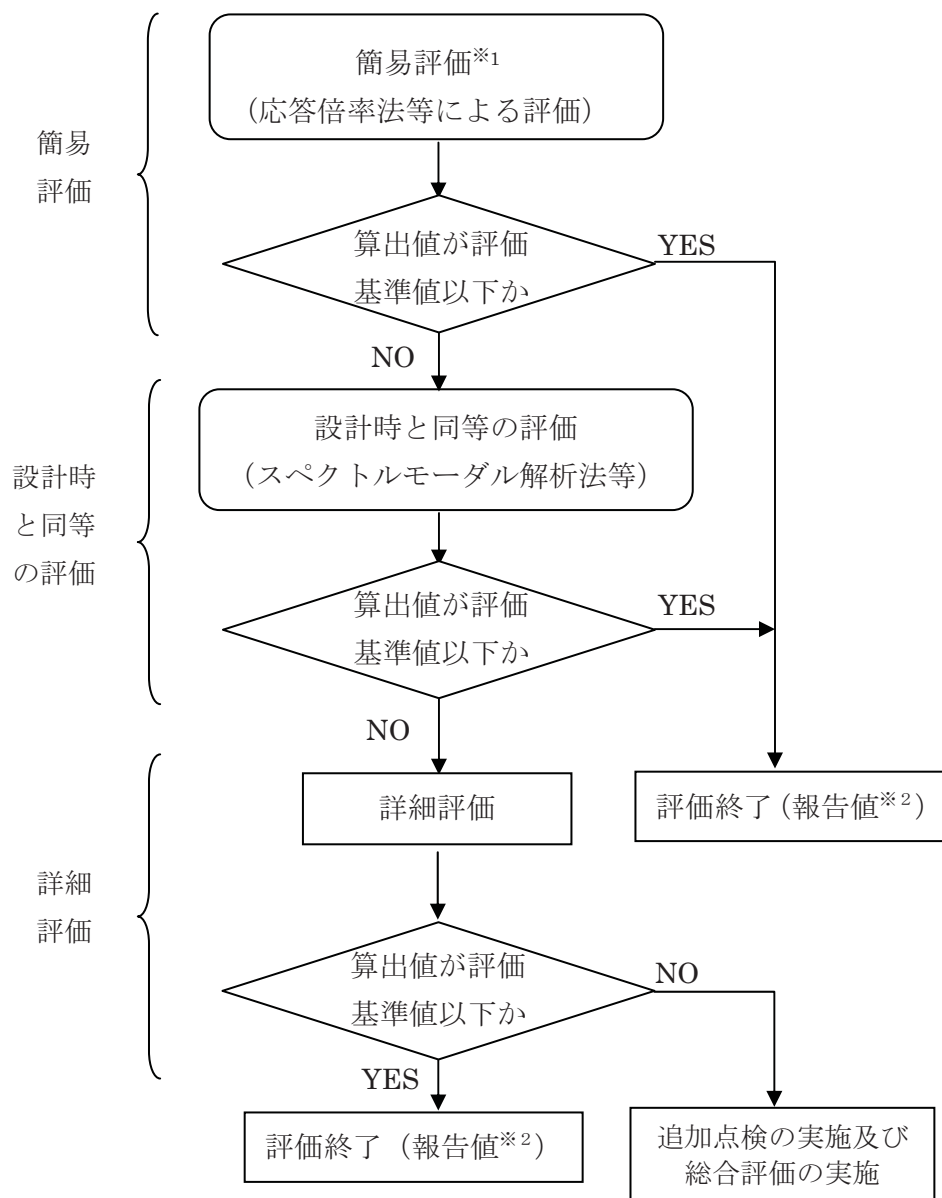 簡易評価※1
（応答倍率法等による評価）
簡易
評価
算出値が評価
基準値以下か
YES
NO
設計時と同等の評価
（スペクトルモーダル解析法等）
設計時
と同等
の評価
算出値が評価
基準値以下か
YES
NO
詳細評価
評価終了（報告値※2）
詳細
評価
算出値が評価
基準値以下か
NO
YES
評価終了（報告値※2）
追加点検の実施及び
総合評価の実施